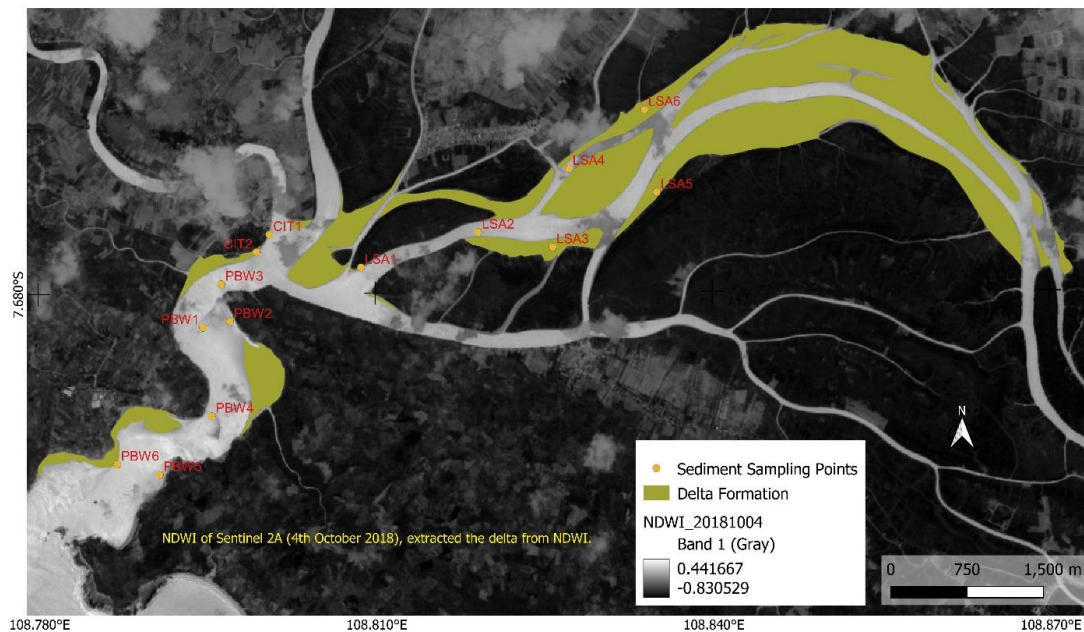 LSA6
LSA4
LSA5
LSA2
CIT1
LSA3
CIT2
LSA1
PBW3
7.680°S
PBW2
PBW1
PBW4
N
PBW6
PBW5
Sediment Sampling Points
Delta Formation
NDWI_20181004
Band 1 (Gray)
0.441667
-0.830529
NDWI of Sentinel 2A (4th October 2018), extracted the delta from NDWI.
0 750 1,500 m
108.780°E 108.810°E 108.840°E 108.870°E